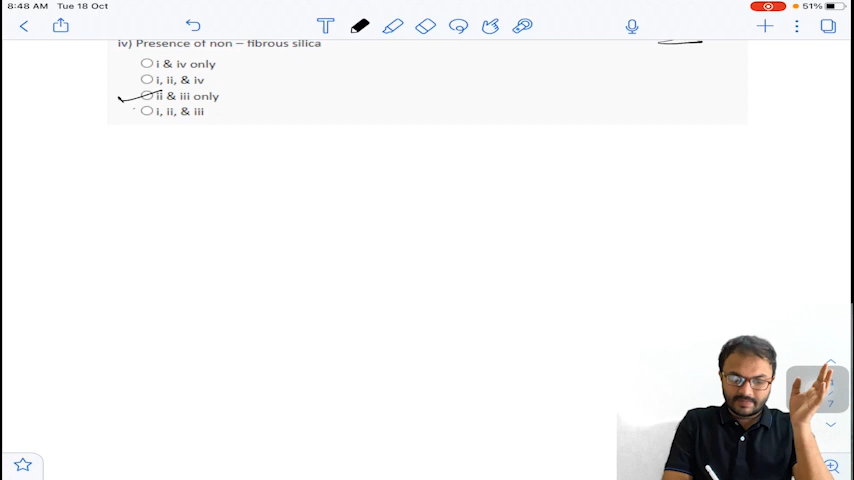 8:48 AM Tue 18 Oct
51%
T
iv) Presence of non – fibrous silica
i & iv only
i, ii, & iv
ii & iii only
i, ii, & iii
7